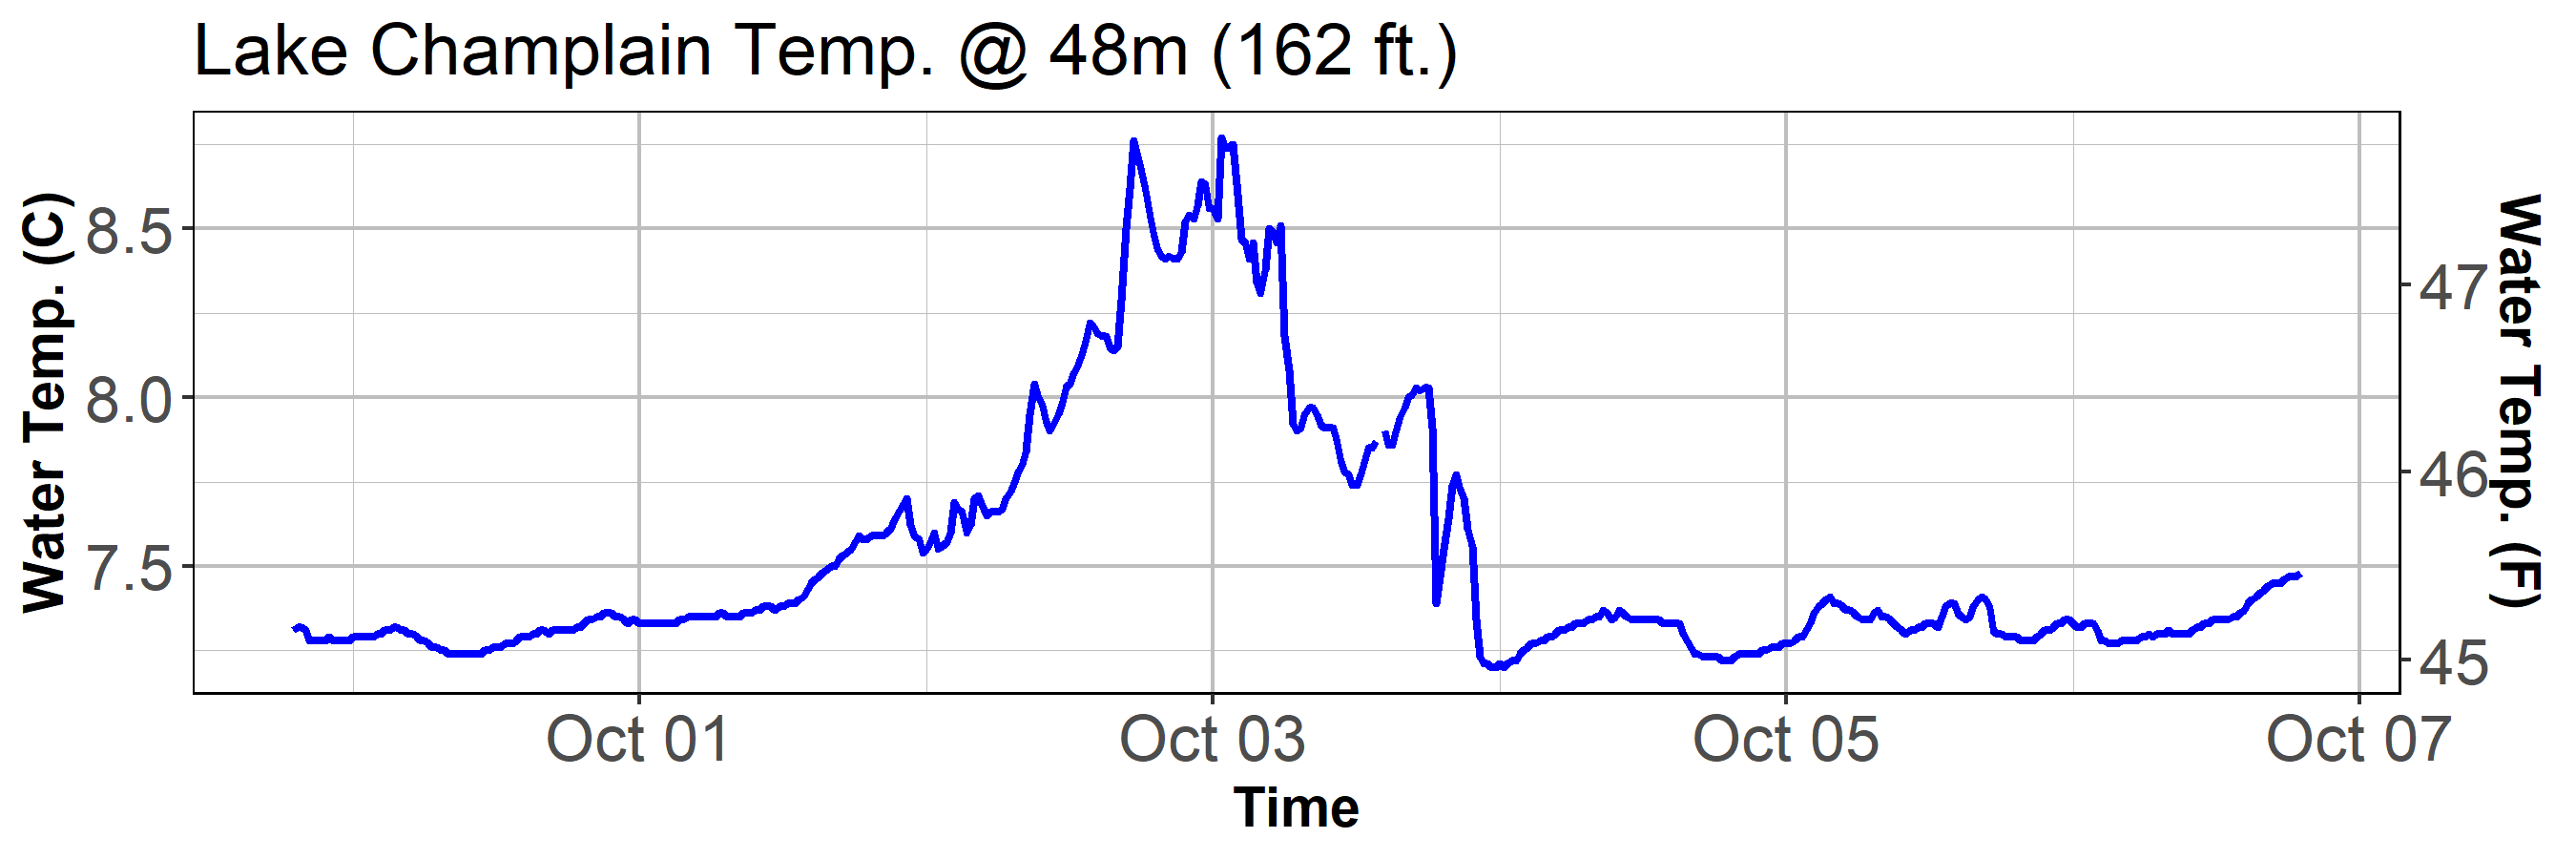 Lake Champlain Temp. @ 48m (162 ft.)
Water Temp. (C)
8.5
8.0
7.5
47
46
45
Water Temp. (F)
Oct 01 Oct 03 Oct 05 Oct 07
Time